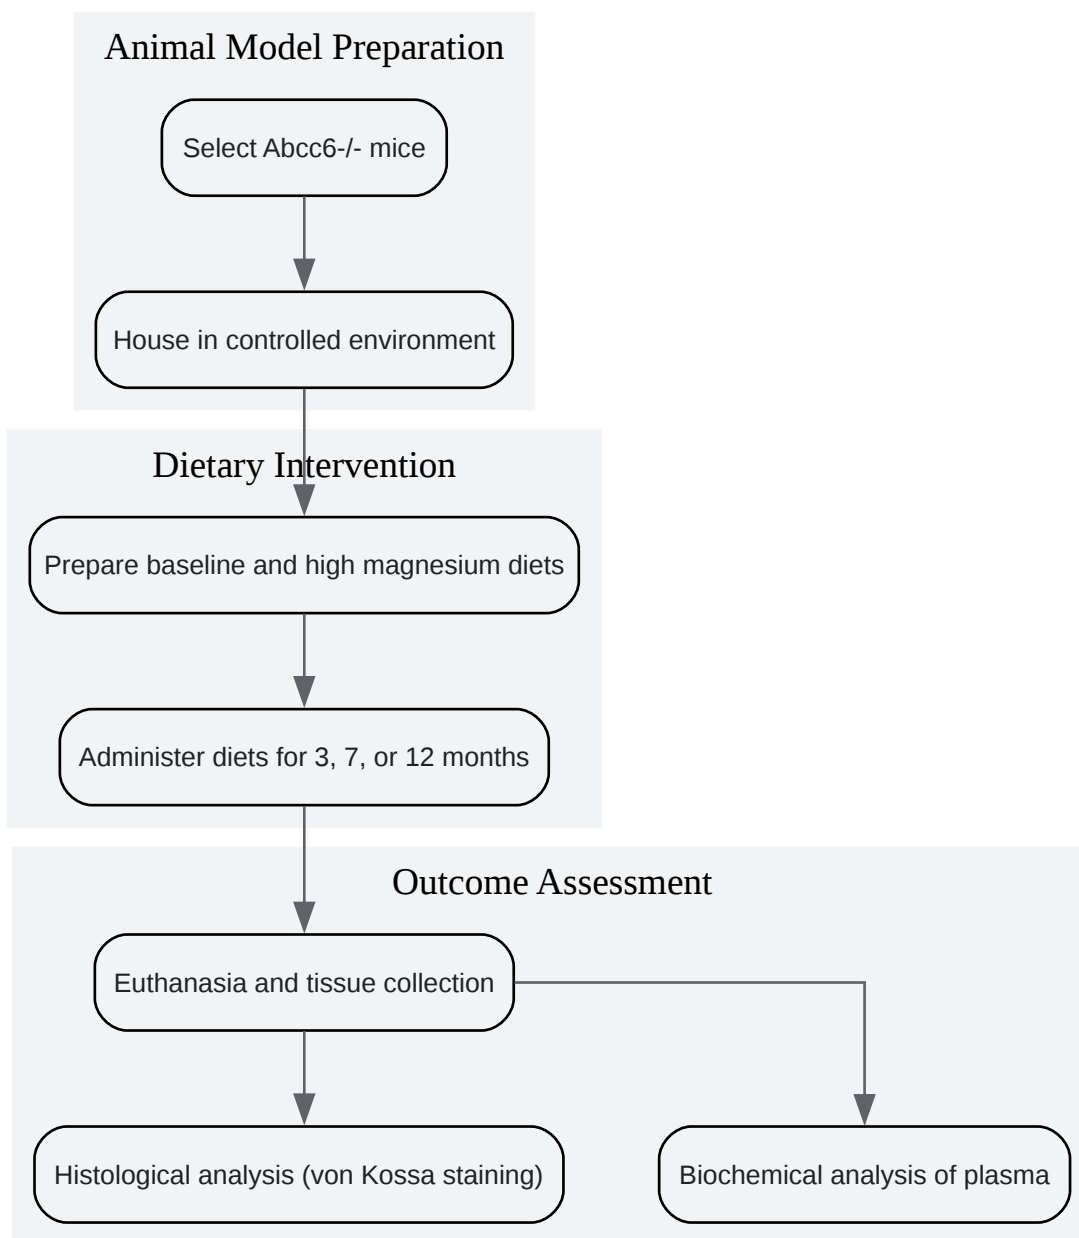 Animal Model Preparation
Select Abcc6-/- mice
House in controlled environment
Dietary Intervention
Prepare baseline and high magnesium diets
Administer diets for 3, 7, or 12 months
Outcome Assessment
Euthanasia and tissue collection
Histological analysis (von Kossa staining)
Biochemical analysis of plasma